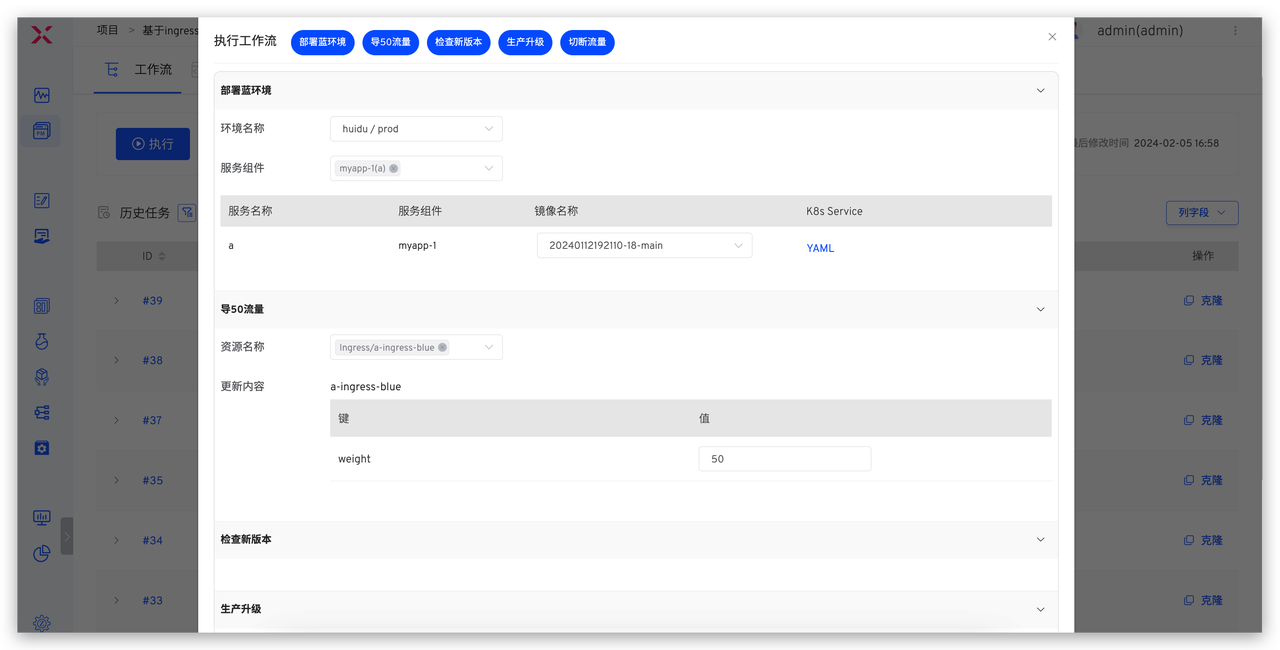 项目 > 基于ingress
admin(admin)
工作流
执行
最后修改时间 2024-02-05 16:58
历史任务
列字段
ID
操作
#39
克隆
#38
克隆
#37
克隆
#35
克隆
#34
克隆
#33
克隆
执行工作流 部署蓝环境 导50流量 检查新版本 生产升级 切断流量
部署蓝环境
环境名称 huidu / prod
服务组件 myapp-1(a)
服务名称 服务组件 镜像名称 K8s Service
a myapp-1 20240112192110-18-main YAML
导50流量
资源名称 Ingress/a-ingress-blue
更新内容 a-ingress-blue
键 值
weight 50
检查新版本
生产升级